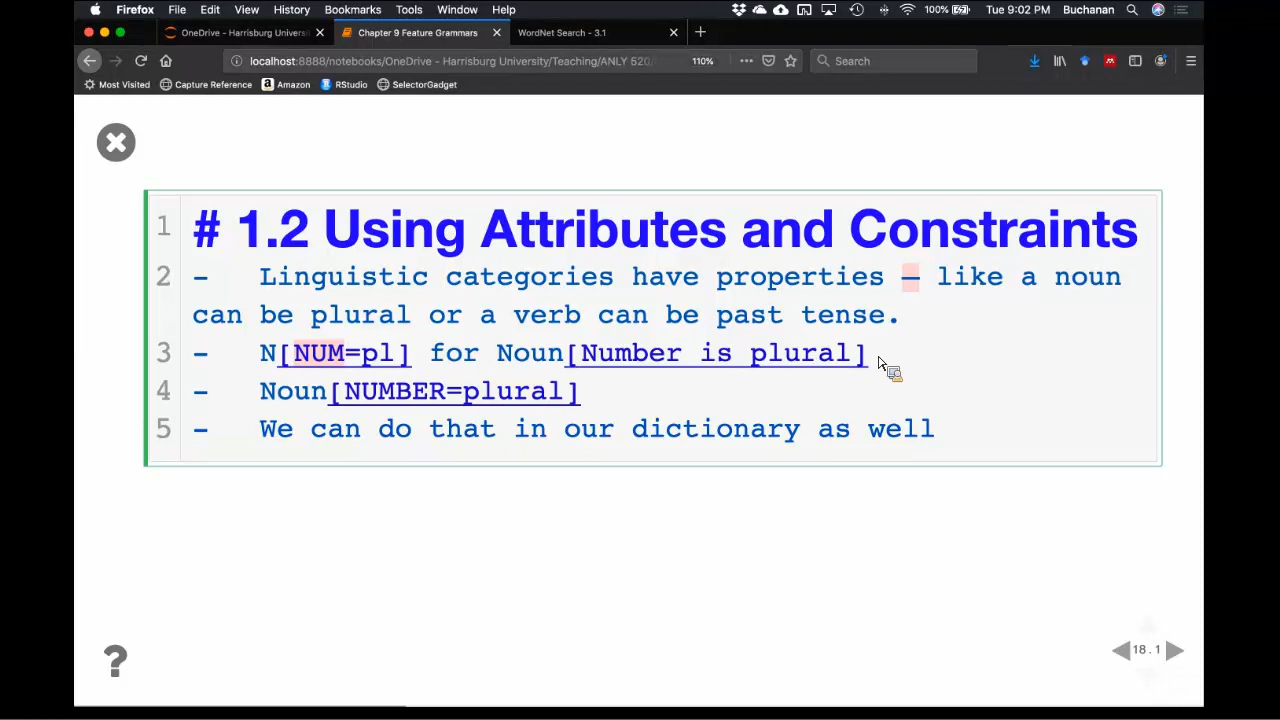 Firefox File Edit View History Bookmarks Tools Window Help 100% Tue 9:02 PM Buchanan
OneDrive - Harrisburg Universi Chapter 9 Feature Grammars WordNet Search - 3.1
localhost:8888/notebooks/OneDrive - Harrisburg University/Teaching/ANLY 520/ 110% Search
Most Visited Capture Reference Amazon RStudio SelectorGadget
1 # 1.2 Using Attributes and Constraints
2 - Linguistic categories have properties – like a noun
can be plural or a verb can be past tense.
3 - N[NUM=pl] for Noun[Number is plural]
4 - Noun[NUMBER=plural]
5 - We can do that in our dictionary as well
?
18.1